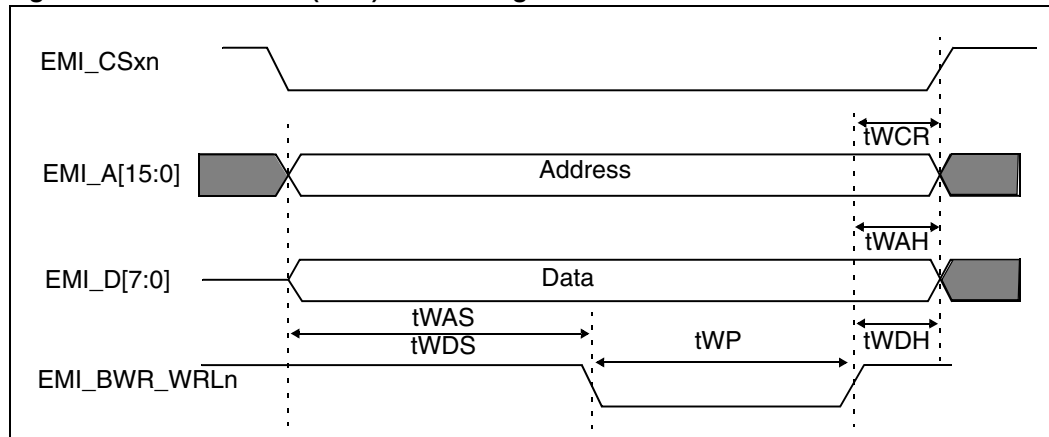 EMI_CSxn
tWCR
EMI_A[15:0]
Address
tWAH
EMI_D[7:0]
Data
tWAS
tWDS
tWP
tWDH
EMI_BWR_WRLn